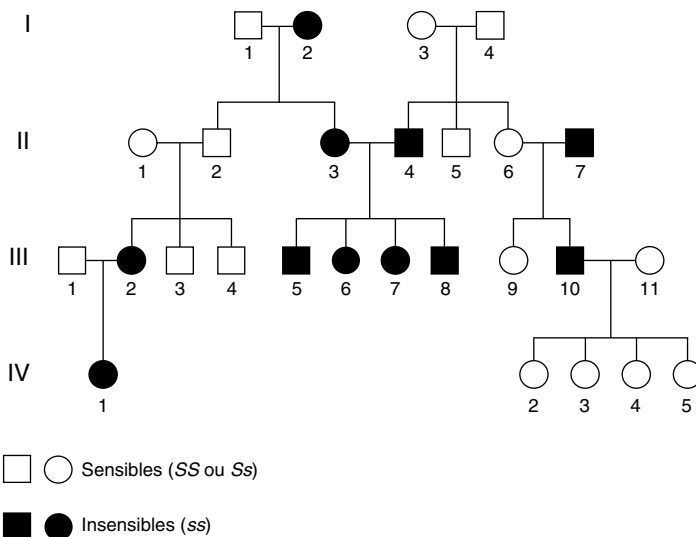 I
1 2 3 4
II
1 2 3 4 5 6 7
III
1 2 3 4 5 6 7 8 9 10 11
IV
1 2 3 4 5
Sensibles (SS ou Ss)
Insensibles (ss)